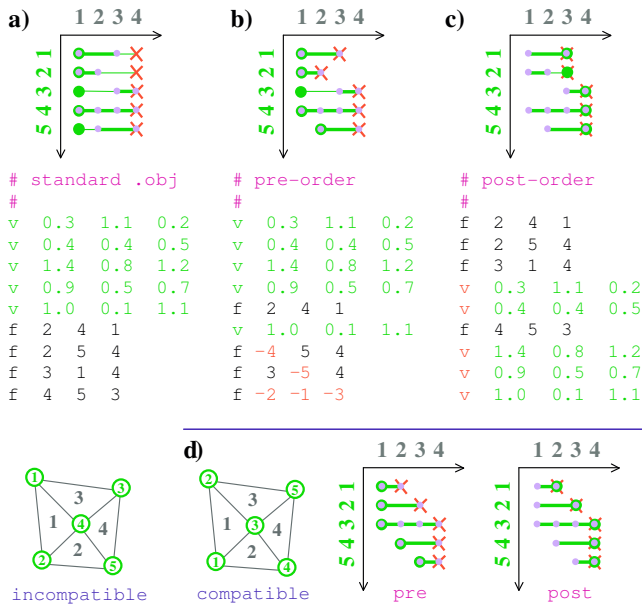 a)
1 2 3 4
1
2
3
4
5
# standard .obj
#
v 0.3 1.1 0.2
v 0.4 0.4 0.5
v 1.4 0.8 1.2
v 0.9 0.5 0.7
v 1.0 0.1 1.1
f 2 4 1
f 2 5 4
f 3 1 4
f 4 5 3
b)
1 2 3 4
1
2
3
4
5
# pre-order
#
v 0.3 1.1 0.2
v 0.4 0.4 0.5
v 1.4 0.8 1.2
v 0.9 0.5 0.7
f 2 4 1
v 1.0 0.1 1.1
f -4 5 4
f 3 -5 4
f -2 -1 -3
c)
1 2 3 4
1
2
3
4
5
# post-order
#
f 2 4 1
f 2 5 4
f 3 1 4
v 0.3 1.1 0.2
v 0.4 0.4 0.5
f 4 5 3
v 1.4 0.8 1.2
v 0.9 0.5 0.7
v 1.0 0.1 1.1
1
3
3
1
4
4
2
2
5
incompatible
d)
2
5
3
1
3
4
2
1
4
compatible
1 2 3 4
1
2
3
4
5
pre
1 2 3 4
1
2
3
4
5
post